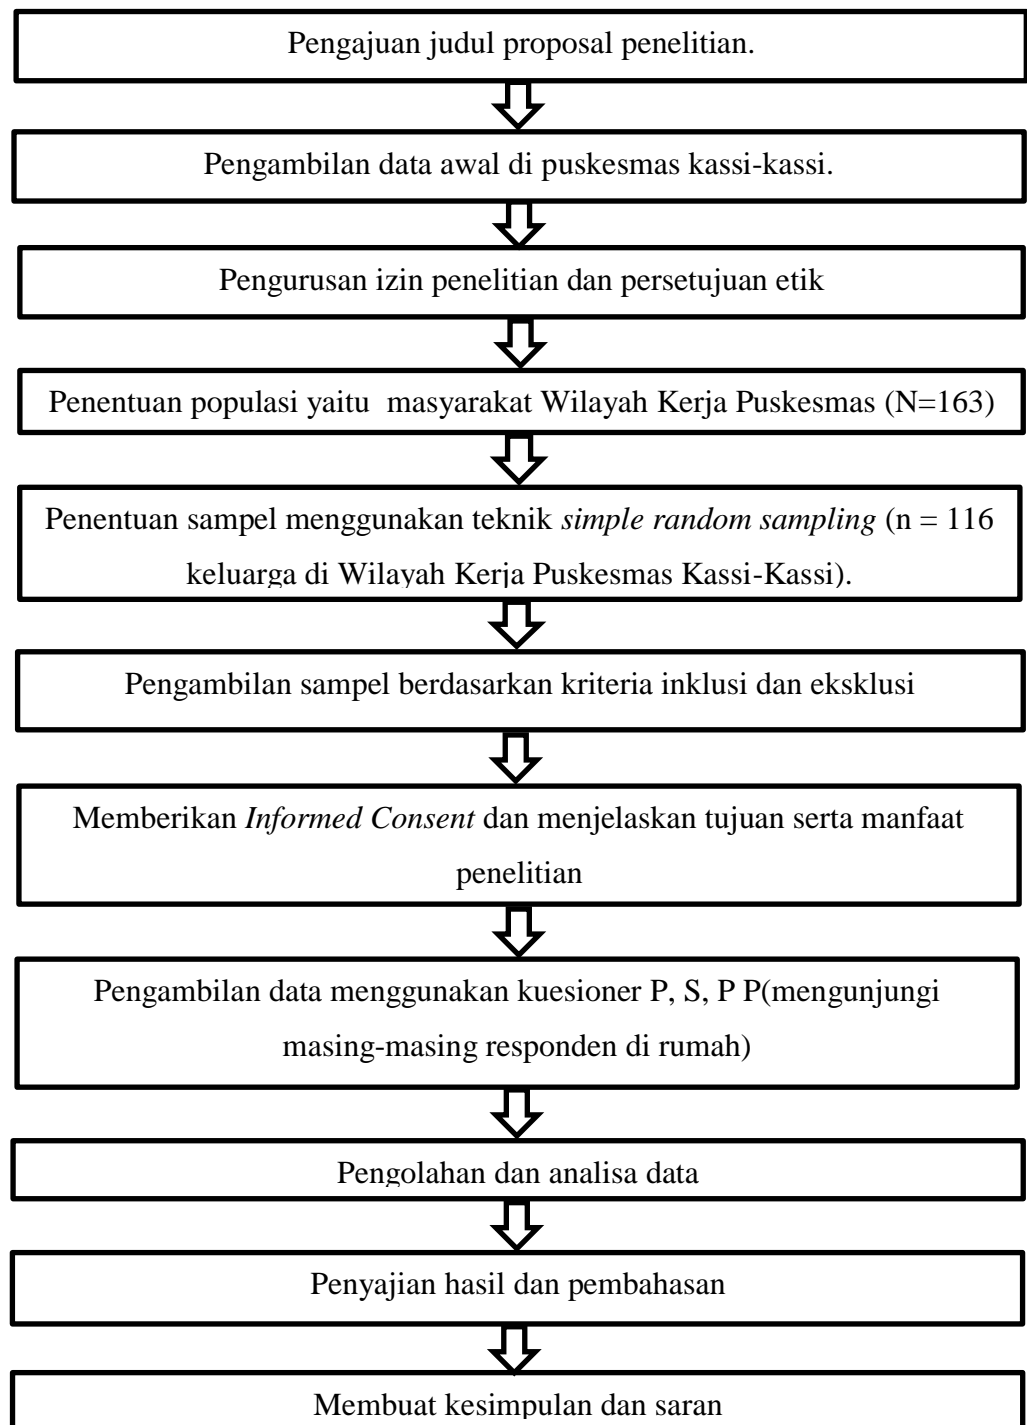 Pengajuan judul proposal penelitian.
Pengambilan data awal di puskesmas kassi-kassi.
Pengurusan izin penelitian dan persetujuan etik
Penentuan populasi yaitu  masyarakat Wilayah Kerja Puskesmas (N=163)
Penentuan sampel menggunakan teknik simple random sampling (n = 116
keluarga di Wilayah Kerja Puskesmas Kassi-Kassi).
Pengambilan sampel berdasarkan kriteria inklusi dan eksklusi
Memberikan Informed Consent dan menjelaskan tujuan serta manfaat
penelitian
Pengambilan data menggunakan kuesioner P, S, P P(mengunjungi
masing-masing responden di rumah)
Pengolahan dan analisa data
Penyajian hasil dan pembahasan
Membuat kesimpulan dan saran